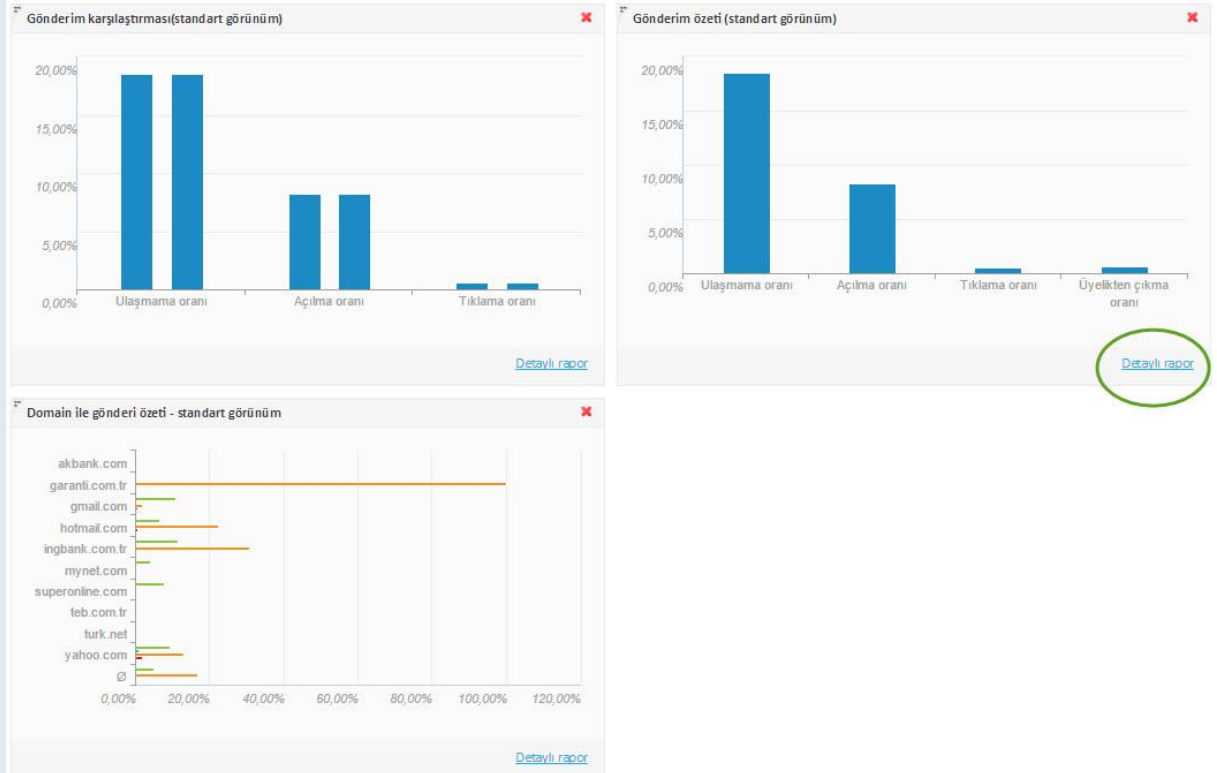 Gönderim karşılaştırması(standart görünüm)
20,00%
15,00%
10,00%
5,00%
0,00%
Ulaşmama oranı
Açılma oranı
Tıklama oranı
Detaylı rapor
Gönderim özeti (standart görünüm)
20,00%
15,00%
10,00%
5,00%
0,00%
Ulaşmama oranı
Açılma oranı
Tıklama oranı
Üyelikten çıkma
oranı
Detaylı rapor
Domain ile gönderi özeti - standart görünüm
akbank.com
garanti.com.tr
gmail.com
hotmail.com
ingbank.com.tr
mynet.com
superonline.com
teb.com.tr
turk.net
yahoo.com
Ø
0,00%
20,00%
40,00%
60,00%
80,00%
100,00%
120,00%
Detaylı rapor